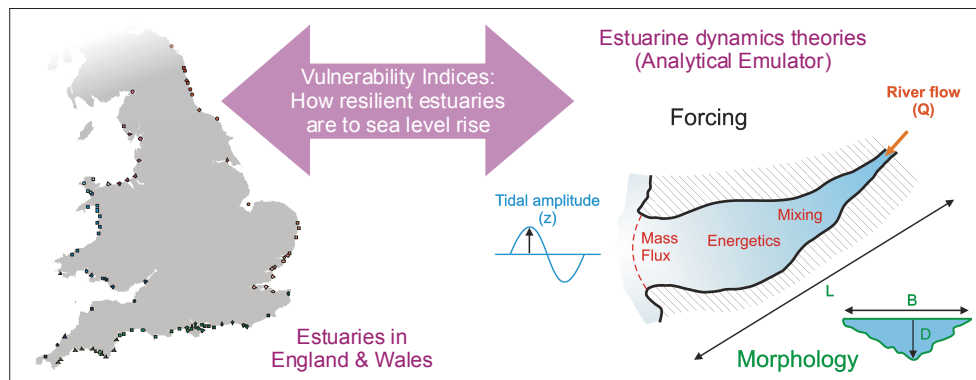 Vulnerability Indices:
How resilient estuaries
are to sea level rise
Estuaries in
England & Wales
Estuarine dynamics theories
(Analytical Emulator)
Forcing
River flow
(Q)
Tidal amplitude
(z)
Mass
Flux
Energetics
Mixing
L
B
D
Morphology